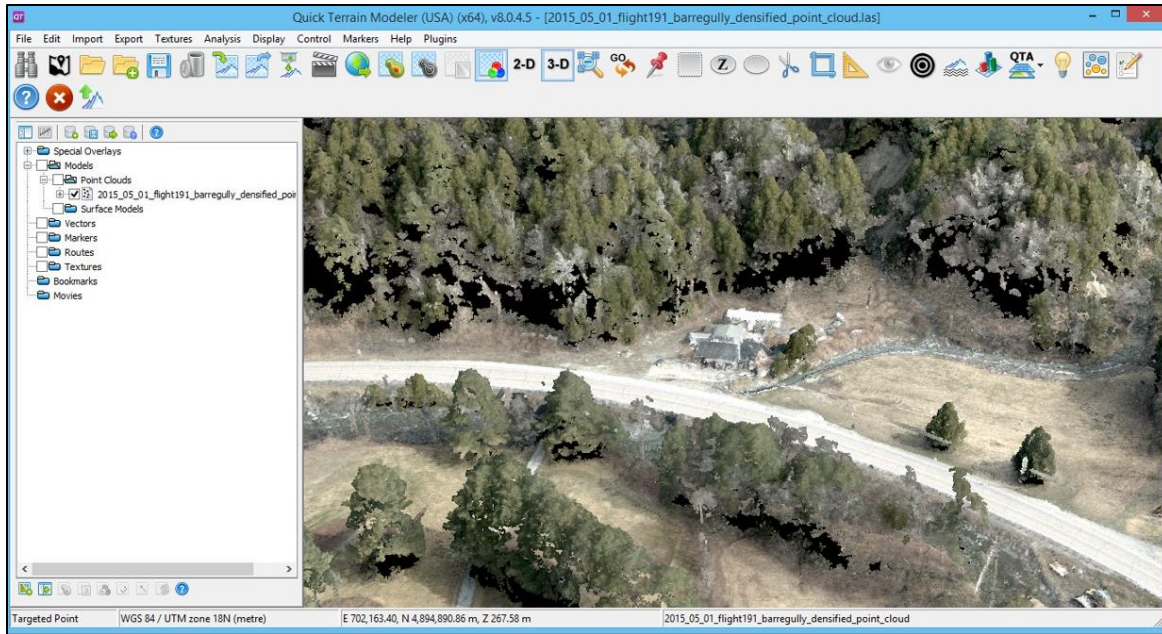 Quick Terrain Modeler (USA) (x64), v8.0.4.5 - [2015_05_01_flight191_barregully_densified_point_cloud.las]
File Edit Import Export Textures Analysis Display Control Markers Help Plugins
2-D 3-D GO Z QTA
Special Overlays
Models
Point Clouds
2015_05_01_flight191_barregully_densified_poir
Surface Models
Vectors
Markers
Routes
Textures
Bookmarks
Movies
Targeted Point WGS 84 / UTM zone 18N (metre) E 702,163.40, N 4,894,890.86 m, Z 267.58 m 2015_05_01_flight191_barregully_densified_point_cloud